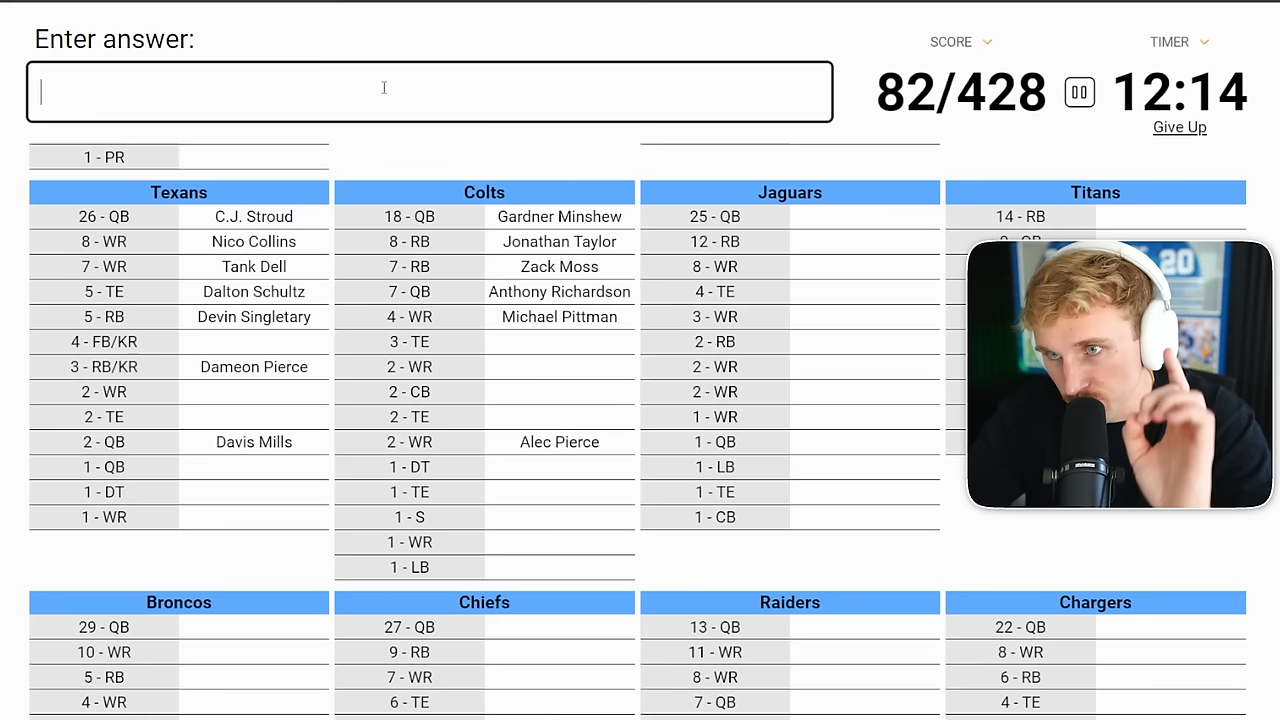 Enter answer:
SCORE
TIMER
82/428
12:14
Give Up
1 - PR
Texans Colts Jaguars Titans
26 - QB C.J. Stroud 18 - QB Gardner Minshew 25 - QB 14 - RB
8 - WR Nico Collins 8 - RB Jonathan Taylor 12 - RB
7 - WR Tank Dell 7 - RB Zack Moss 8 - WR
5 - TE Dalton Schultz 7 - QB Anthony Richardson 4 - TE
5 - RB Devin Singletary 4 - WR Michael Pittman 3 - WR
4 - FB/KR 3 - TE 2 - RB
3 - RB/KR Dameon Pierce 2 - WR 2 - WR
2 - WR 2 - CB 2 - WR
2 - TE 2 - TE 1 - WR
2 - QB Davis Mills 2 - WR Alec Pierce 1 - QB
1 - QB 1 - DT 1 - LB
1 - DT 1 - TE 1 - TE
1 - WR 1 - S 1 - CB
1 - WR
1 - LB
Broncos Chiefs Raiders Chargers
29 - QB 27 - QB 13 - QB 22 - QB
10 - WR 9 - RB 11 - WR 8 - WR
5 - RB 7 - WR 8 - WR 6 - RB
4 - WR 6 - TE 7 - QB 4 - TE
20